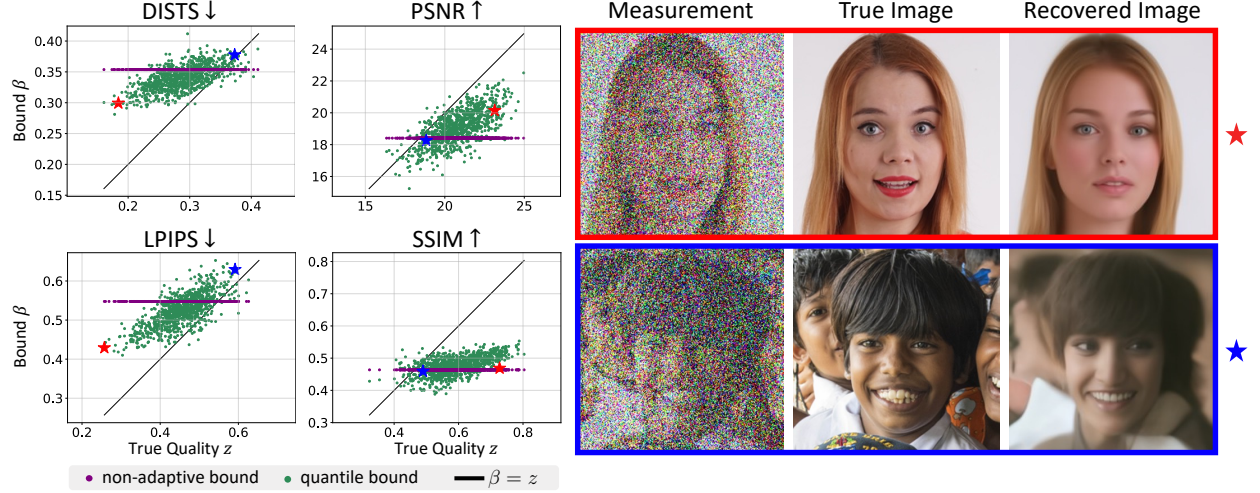 DISTS ↓
PSNR ↑
Measurement
True Image
Recovered Image
Bound β
0.40
0.35
0.30
0.25
0.20
0.15
0.2
0.4
24
22
20
18
16
15
20
25
LPIPS ↓
SSIM ↑
Bound β
0.6
0.5
0.4
0.3
0.2
0.4
0.6
True Quality z
0.8
0.7
0.6
0.5
0.4
0.3
0.4
0.6
0.8
True Quality z
non-adaptive bound
quantile bound
β = z